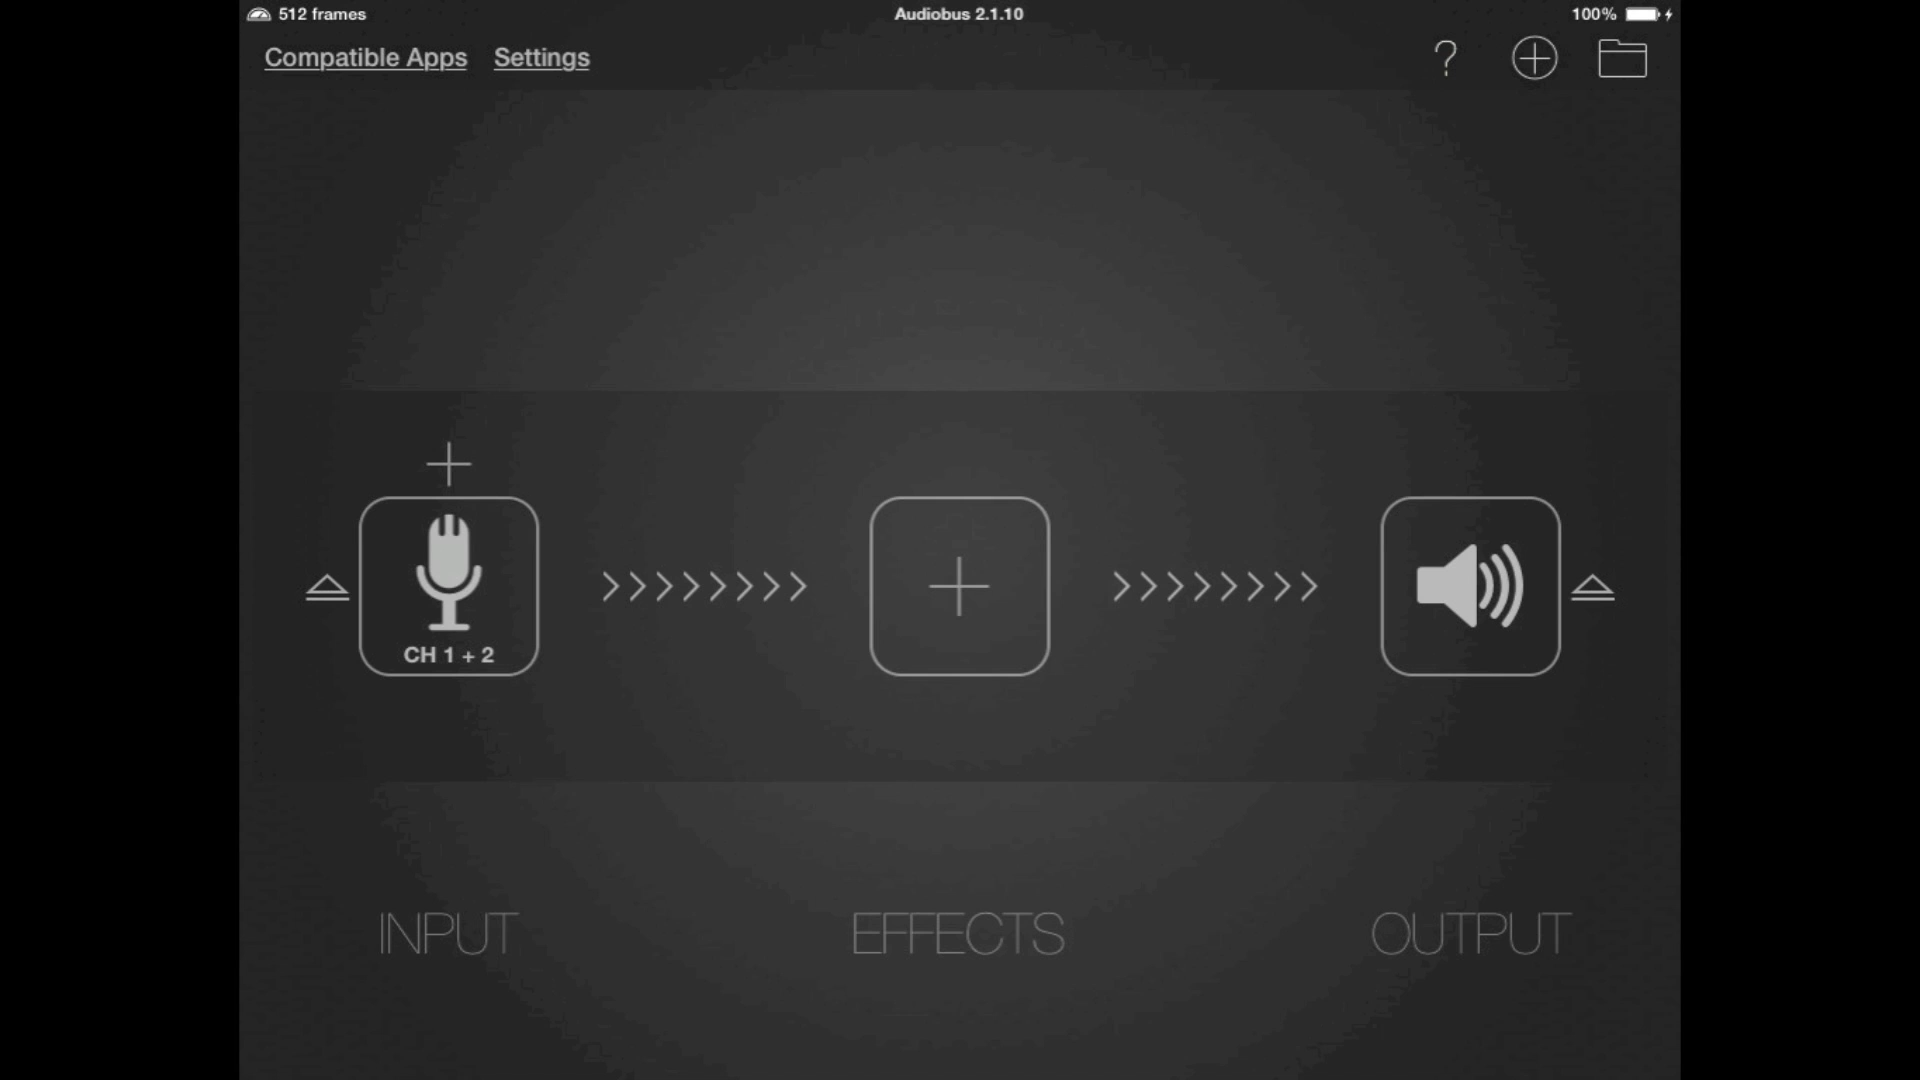 512 frames
Audiobus 2.1.10
100%
Compatible Apps
Settings
?
CH 1 + 2
INPUT
EFFECTS
OUTPUT